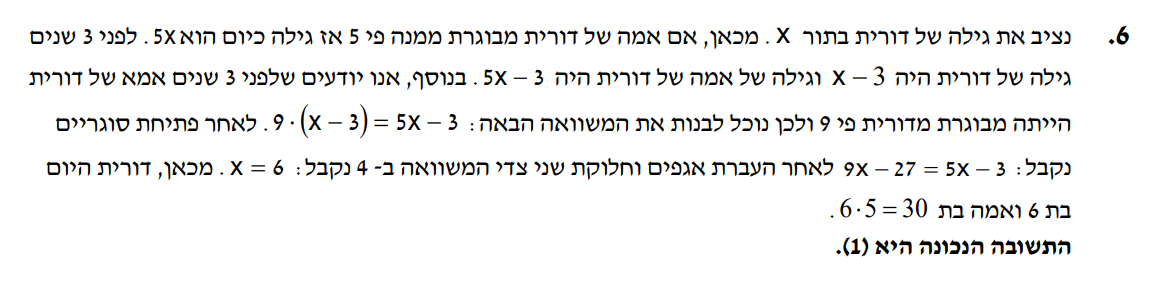 6. נציב את גילה של דורית בתור X . מכאן, אם אמה של דורית מבוגרת ממנה פי 5 אז גילה כיום הוא 5X . לפני 3 שנים
גילה של דורית היה X − 3 וגילה של אמה של דורית היה 5X − 3 . בנוסף, אנו יודעים שלפני 3 שנים אמא של דורית
הייתה מבוגרת מדורית פי 9 ולכן נוכל לבנות את המשוואה הבאה: 9 · (X − 3) = 5X − 3 . לאחר פתיחת סוגריים
נקבל: 9X − 27 = 5X − 3 לאחר העברת אגפים וחלוקת שני צדי המשוואה ב- 4 נקבל: X = 6 . מכאן, דורית היום
בת 6 ואמה בת 6 · 5 = 30 .
התשובה הנכונה היא (1).